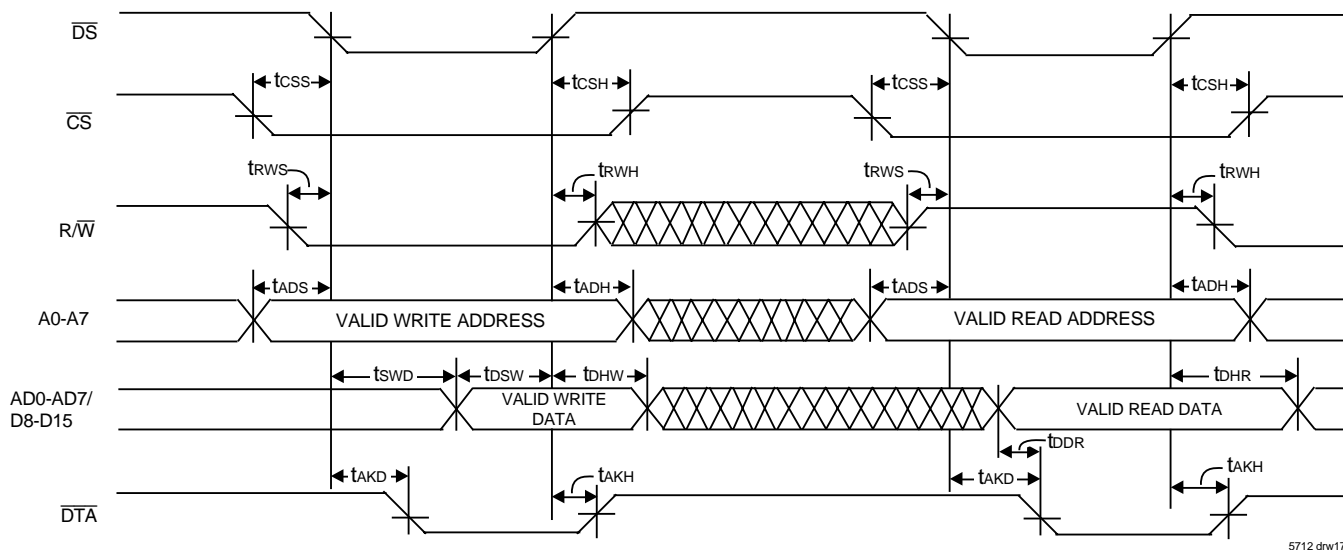 DS
tCSS tCSH tCSS tCSH
CS
tRWS tRWH tRWS tRWH
R/W
tADS tADH tADS tADH
A0-A7 VALID WRITE ADDRESS VALID READ ADDRESS
tSWD tDSW tDHW tDHR
AD0-AD7/
D8-D15
VALID WRITE
DATA
VALID READ DATA
tDDR
tAKD tAKH tAKD tAKH
DTA
5712 drw17